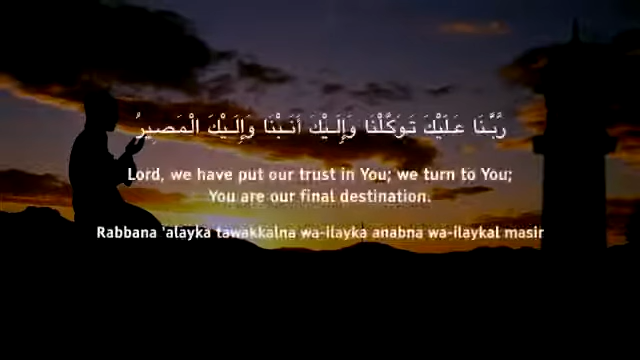 رَّبَّنَا عَلَيْكَ تَوَكَّلْنَا وَإِلَيْكَ أَنَبْنَا وَإِلَيْكَ الْمَصِيرُ
Lord, we have put our trust in You; we turn to You;
You are our final destination.
Rabbana 'alayka tawakkalna wa-ilayka anabna wa-ilaykal masir